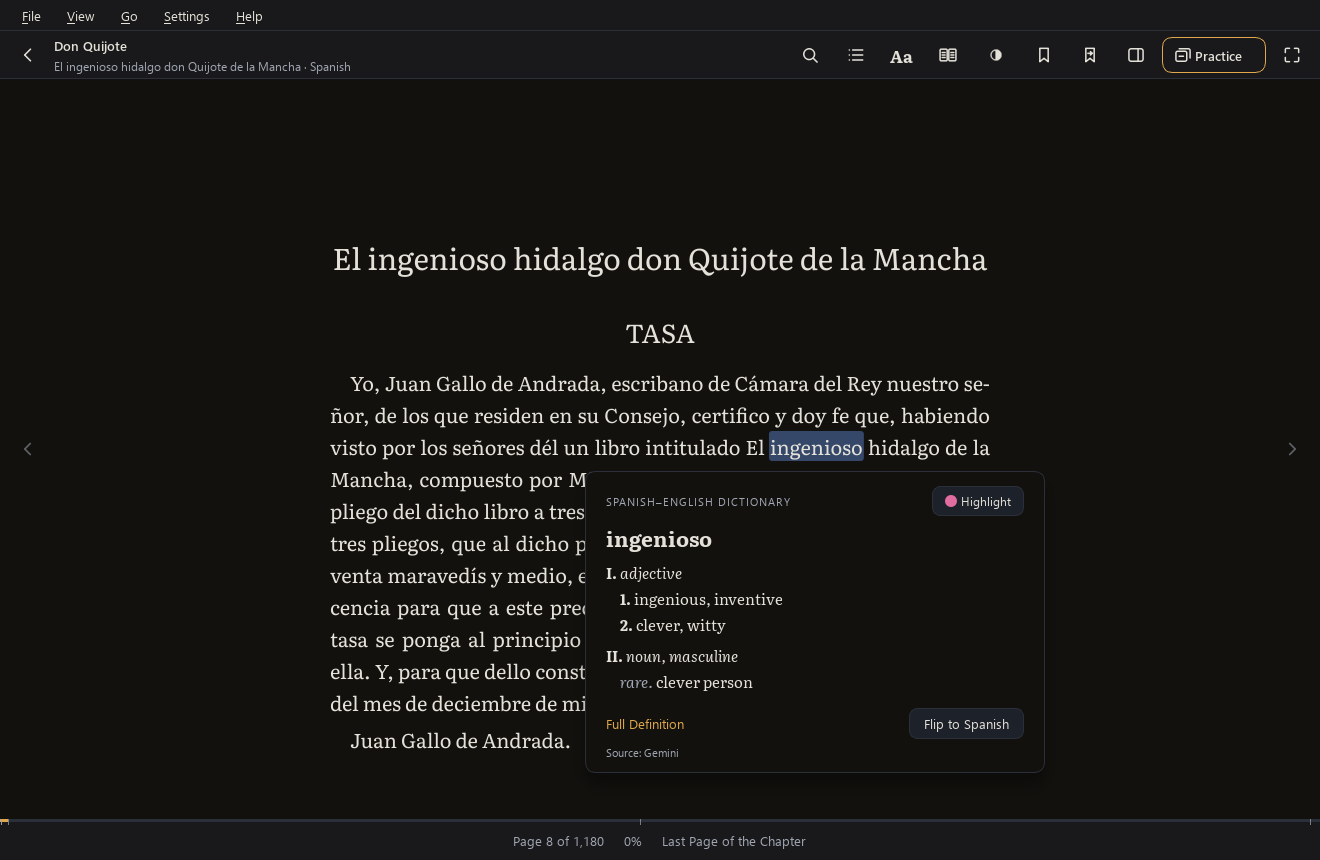 File View Go Settings Help
Don Quijote
El ingenioso hidalgo don Quijote de la Mancha · Spanish
Aa
Practice
El ingenioso hidalgo don Quijote de la Mancha
TASA
Yo, Juan Gallo de Andrada, escribano de Cámara del Rey nuestro se-
ñor, de los que residen en su Consejo, certifico y doy fe que, habiendo
visto por los señores dél un libro intitulado El ingenioso hidalgo de la
Mancha, compuesto por M
pliego del dicho libro a tres
tres pliegos, que al dicho p
venta maravedís y medio, e
cencia para que a este prec
tasa se ponga al principio
ella. Y, para que dello const
del mes de deciembre de mi
Juan Gallo de Andrada.
SPANISH–ENGLISH DICTIONARY
Highlight
ingenioso
I. adjective
1. ingenious, inventive
2. clever, witty
II. noun, masculine
rare. clever person
Full Definition
Flip to Spanish
Source: Gemini
Page 8 of 1,180 0% Last Page of the Chapter